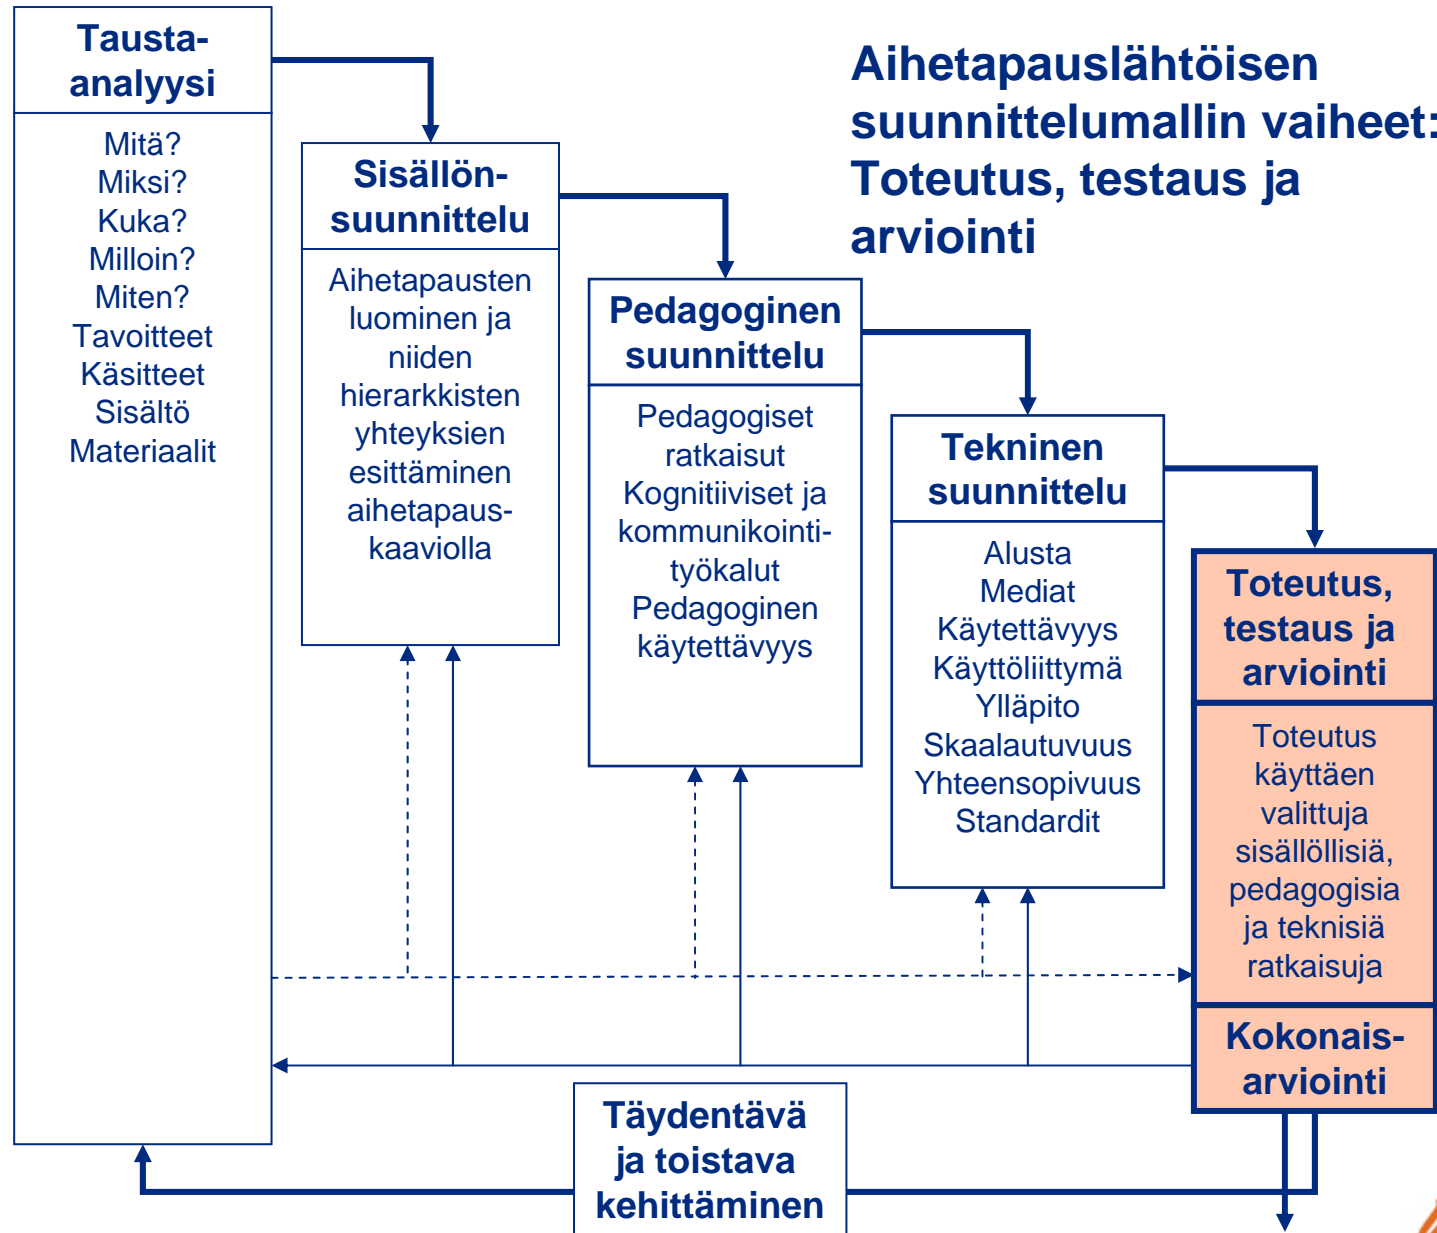 Tausta-
analyysi
Mitä?
Miksi?
Kuka?
Milloin?
Miten?
Tavoitteet
Käsitteet
Sisältö
Materiaalit
Aihetapauslähtöisen
suunnittelumallin vaiheet:
Toteutus, testaus ja
arviointi
Sisällön-
suunnittelu
Aihetapausten
luominen ja
niiden
hierarkkisten
yhteyksien
esittäminen
aihetapaus-
kaaviolla
Pedagoginen
suunnittelu
Pedagogiset
ratkaisut
Kognitiiviset ja
kommunikointi-
työkalut
Pedagoginen
käytettävyys
Tekninen
suunnittelu
Alusta
Mediat
Käytettävyys
Käyttöliittymä
Ylläpito
Skaalautuvuus
Yhteensopivuus
Standardit
Toteutus,
testaus ja
arviointi
Toteutus
käyttäen
valittuja
sisällöllisiä,
pedagogisia
ja teknisiä
ratkaisuja
Kokonais-
arviointi
Täydentävä
ja toistava
kehittäminen